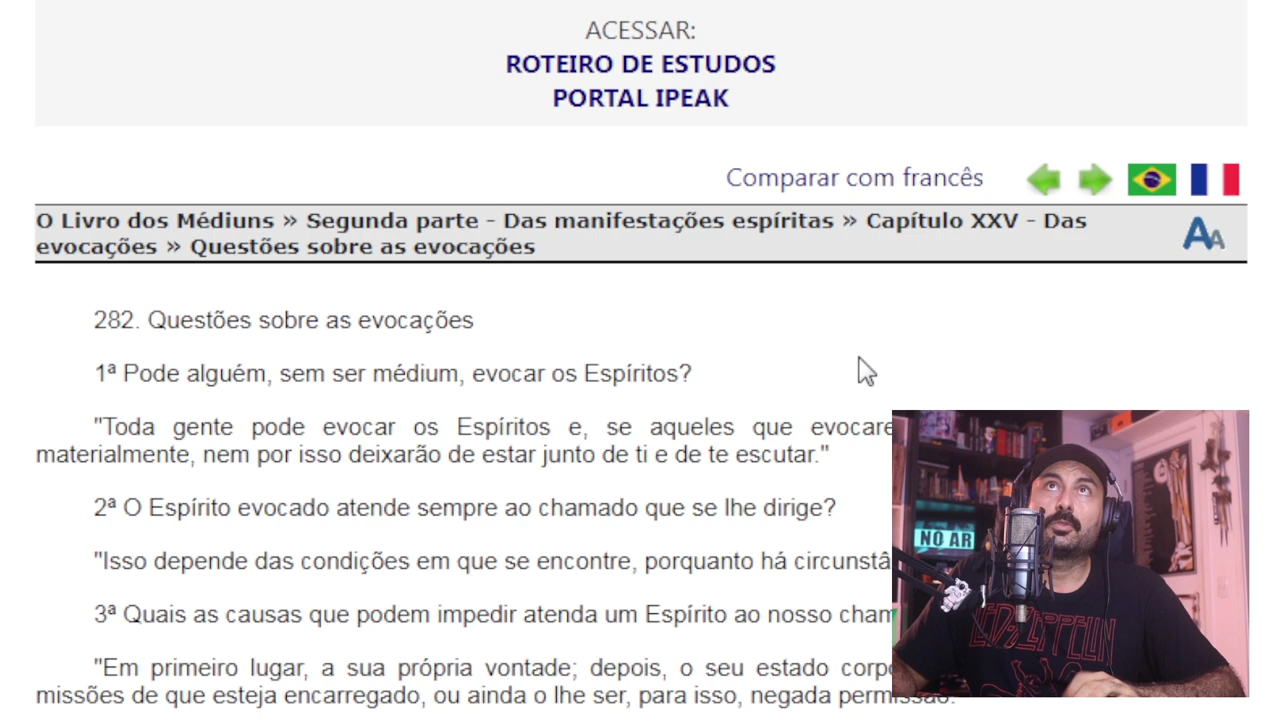 ACESSAR:
ROTEIRO DE ESTUDOS
PORTAL IPEAK
Comparar com francês
O Livro dos Médiuns » Segunda parte - Das manifestações espíritas » Capítulo XXV - Das
evocações » Questões sobre as evocações
AA
282. Questões sobre as evocações
1ª Pode alguém, sem ser médium, evocar os Espíritos?
"Toda gente pode evocar os Espíritos e, se aqueles que
materialmente, nem por isso deixarão de estar junto de ti e de te escutar."
2ª O Espírito evocado atende sempre ao chamado que se lhe dirige?
"Isso depende das condições em que se encontre, porquanto há
3ª Quais as causas que podem impedir atenda um Espírito ao nosso
"Em primeiro lugar, a sua própria vontade; depois, o seu estado
missões de que esteja encarregado, ou ainda o lhe ser, para isso, negada permissão.
NO AR
LED ZEPPELIN